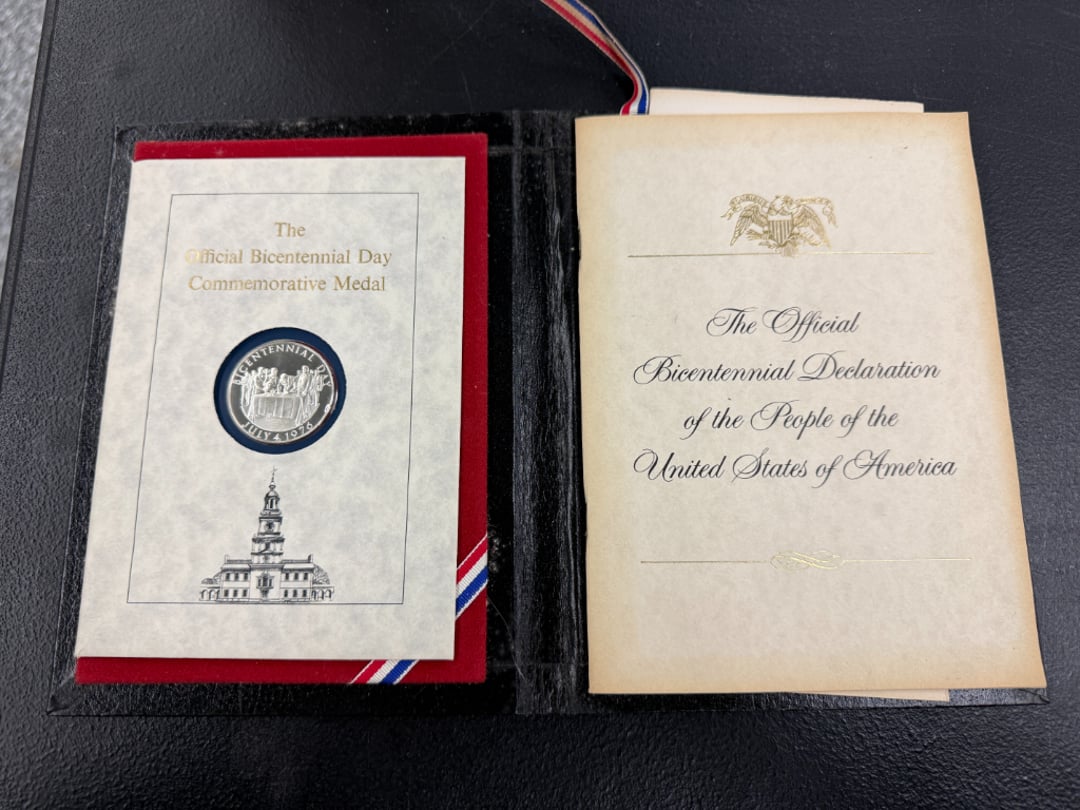 The
Official Bicentennial Day
Commemorative Medal
BICENTENNIAL DAY
JULY 4, 1976
The Official
Bicentennial Declaration
of the People of the
United States of America